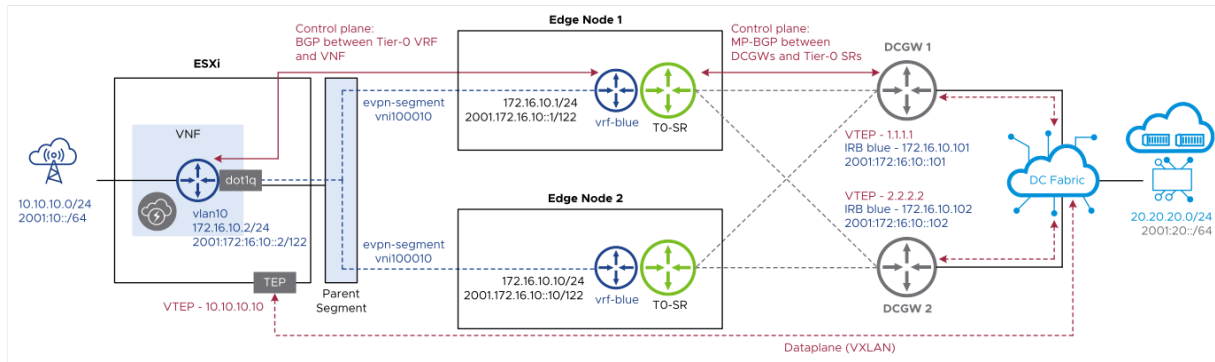 ESXi
VNF
dot1q
vlan10
172.16.10.2/24
2001:172:16:10::2/122
10.10.10.0/24
2001:10::/64
TEP
VTEP - 10.10.10.10
Parent
Segment
Control plane:
BGP between Tier-0 VRF
and VNF
evpn-segment
vni100010
evpn-segment
vni100010
Edge Node 1
172.16.10.1/24
2001.172.16.10::1/122
vrf-blue
T0-SR
Edge Node 2
172.16.10.10/24
2001.172.16.10::10/122
vrf-blue
T0-SR
Control plane:
MP-BGP between
DCGWs and Tier-0 SRs
DCGW 1
VTEP - 1.1.1.1
IRB blue - 172.16.10.101
2001:172:16:10::101
VTEP - 2.2.2.2
IRB blue - 172.16.10.102
2001:172:16:10::102
DCGW 2
DC Fabric
20.20.20.0/24
2001:20::/64
Dataplane (VXLAN)